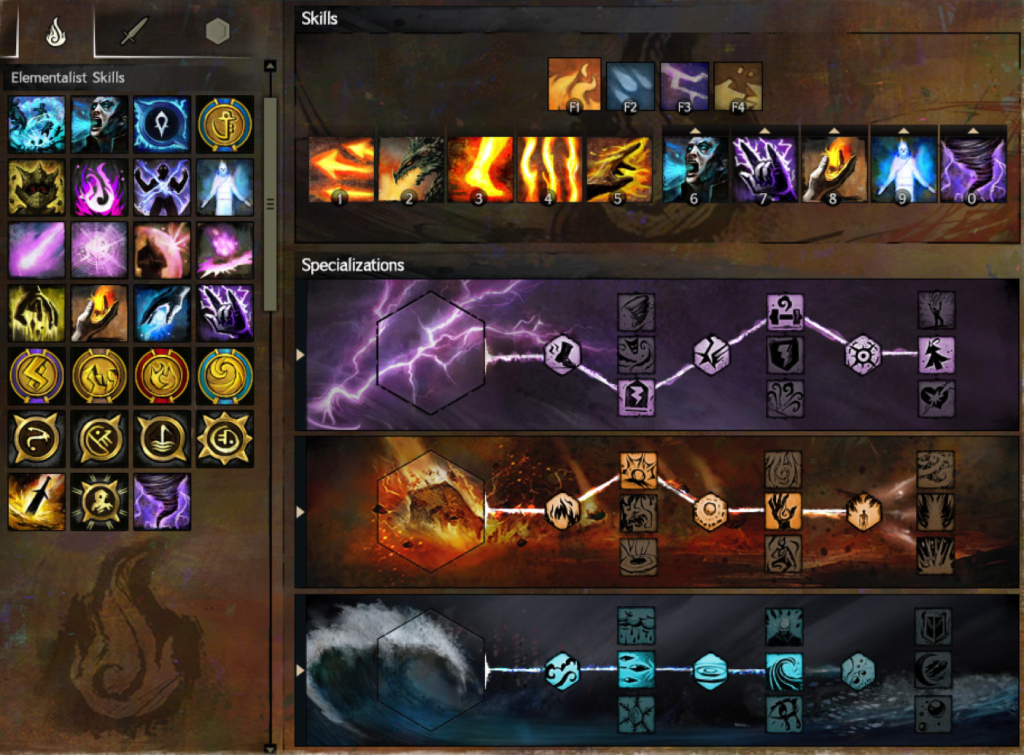 Skills
Elementalist Skills
F1 F2 F3 F4
1 2 3 4 5 6 7 8 9 0
Specializations